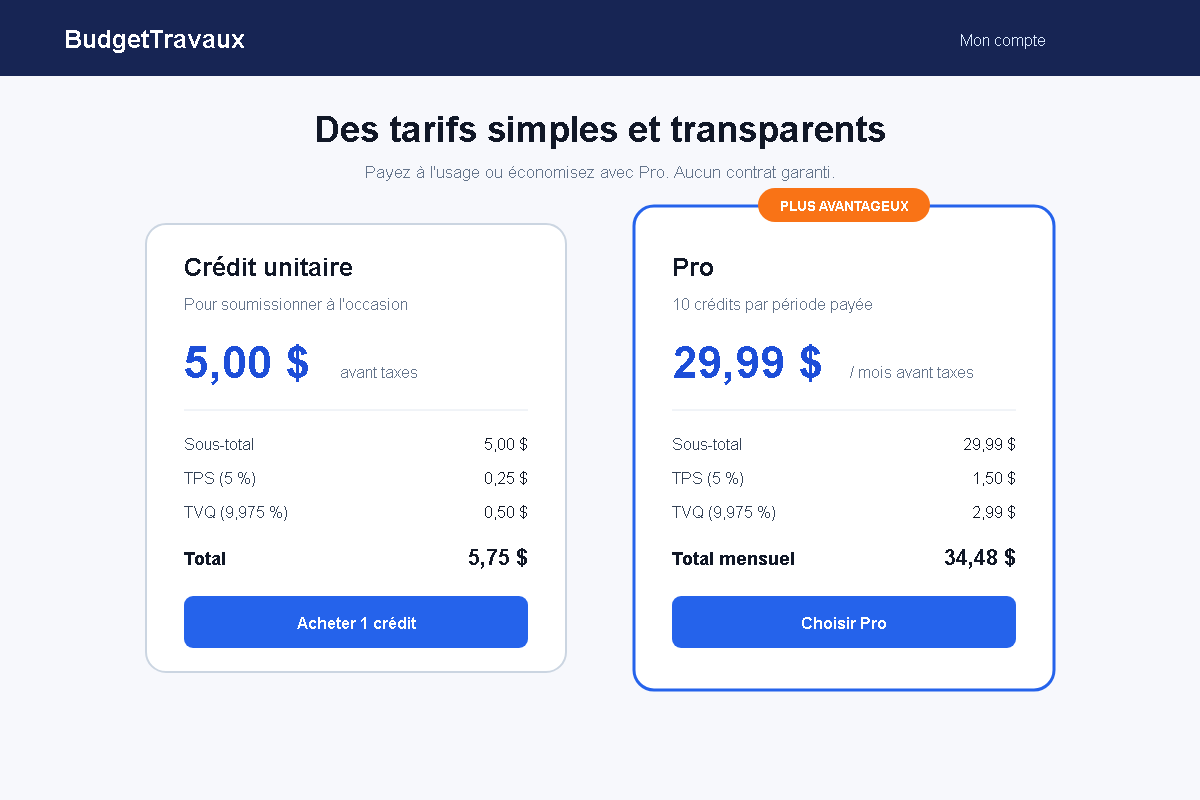 BudgetTravaux
Mon compte
Des tarifs simples et transparents
Payez à l'usage ou économisez avec Pro. Aucun contrat garanti.
Crédit unitaire
Pour soumissionner à l'occasion
5,00 $ avant taxes
Sous-total 5,00 $
TPS (5 %) 0,25 $
TVQ (9,975 %) 0,50 $
Total 5,75 $
Acheter 1 crédit
PLUS AVANTAGEUX
Pro
10 crédits par période payée
29,99 $ / mois avant taxes
Sous-total 29,99 $
TPS (5 %) 1,50 $
TVQ (9,975 %) 2,99 $
Total mensuel 34,48 $
Choisir Pro